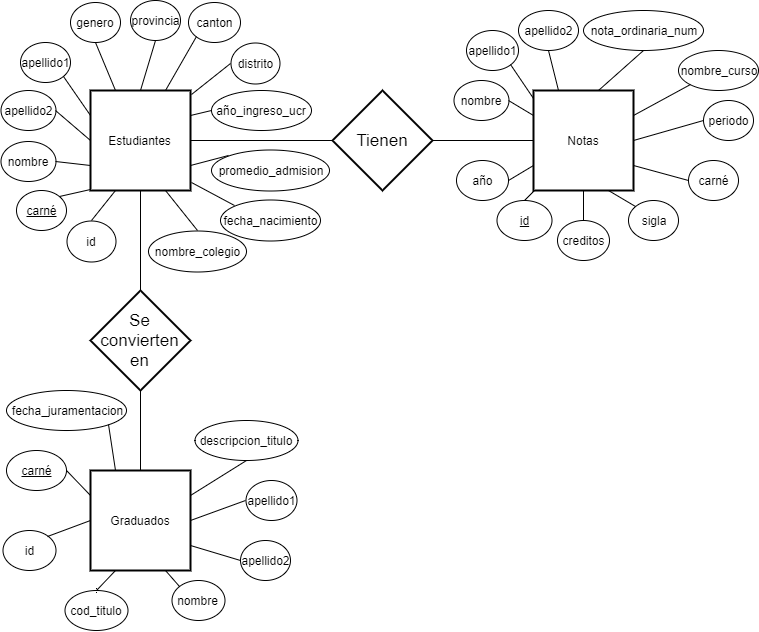 genero
provincia
canton
apellido1
distrito
apellido2
Estudiantes
año_ingreso_ucr
nombre
promedio_admision
carné
fecha_nacimiento
id
nombre_colegio
Tienen
apellido2
nota_ordinaria_num
apellido1
nombre_curso
nombre
periodo
Notas
año
carné
id
sigla
creditos
Se
convierten
en
fecha_juramentacion
descripcion_titulo
carné
apellido1
Graduados
id
apellido2
cod_titulo
nombre